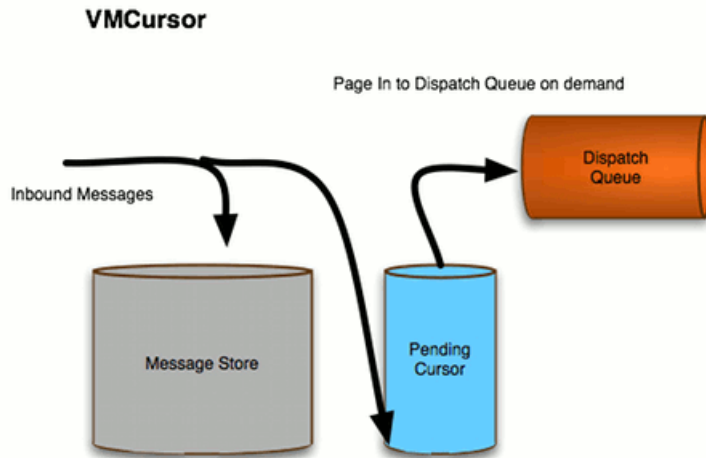 VMCursor
Page In to Dispatch Queue on demand
Dispatch
Queue
Inbound Messages
Message Store
Pending
Cursor